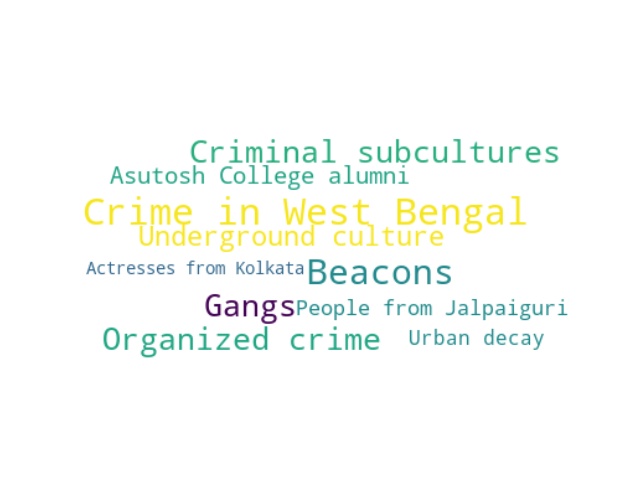 Criminal subcultures
Asutosh College alumni
Crime in West Bengal
Underground culture
Actresses from Kolkata
Beacons
Gangs
People from Jalpaiguri
Organized crime
Urban decay